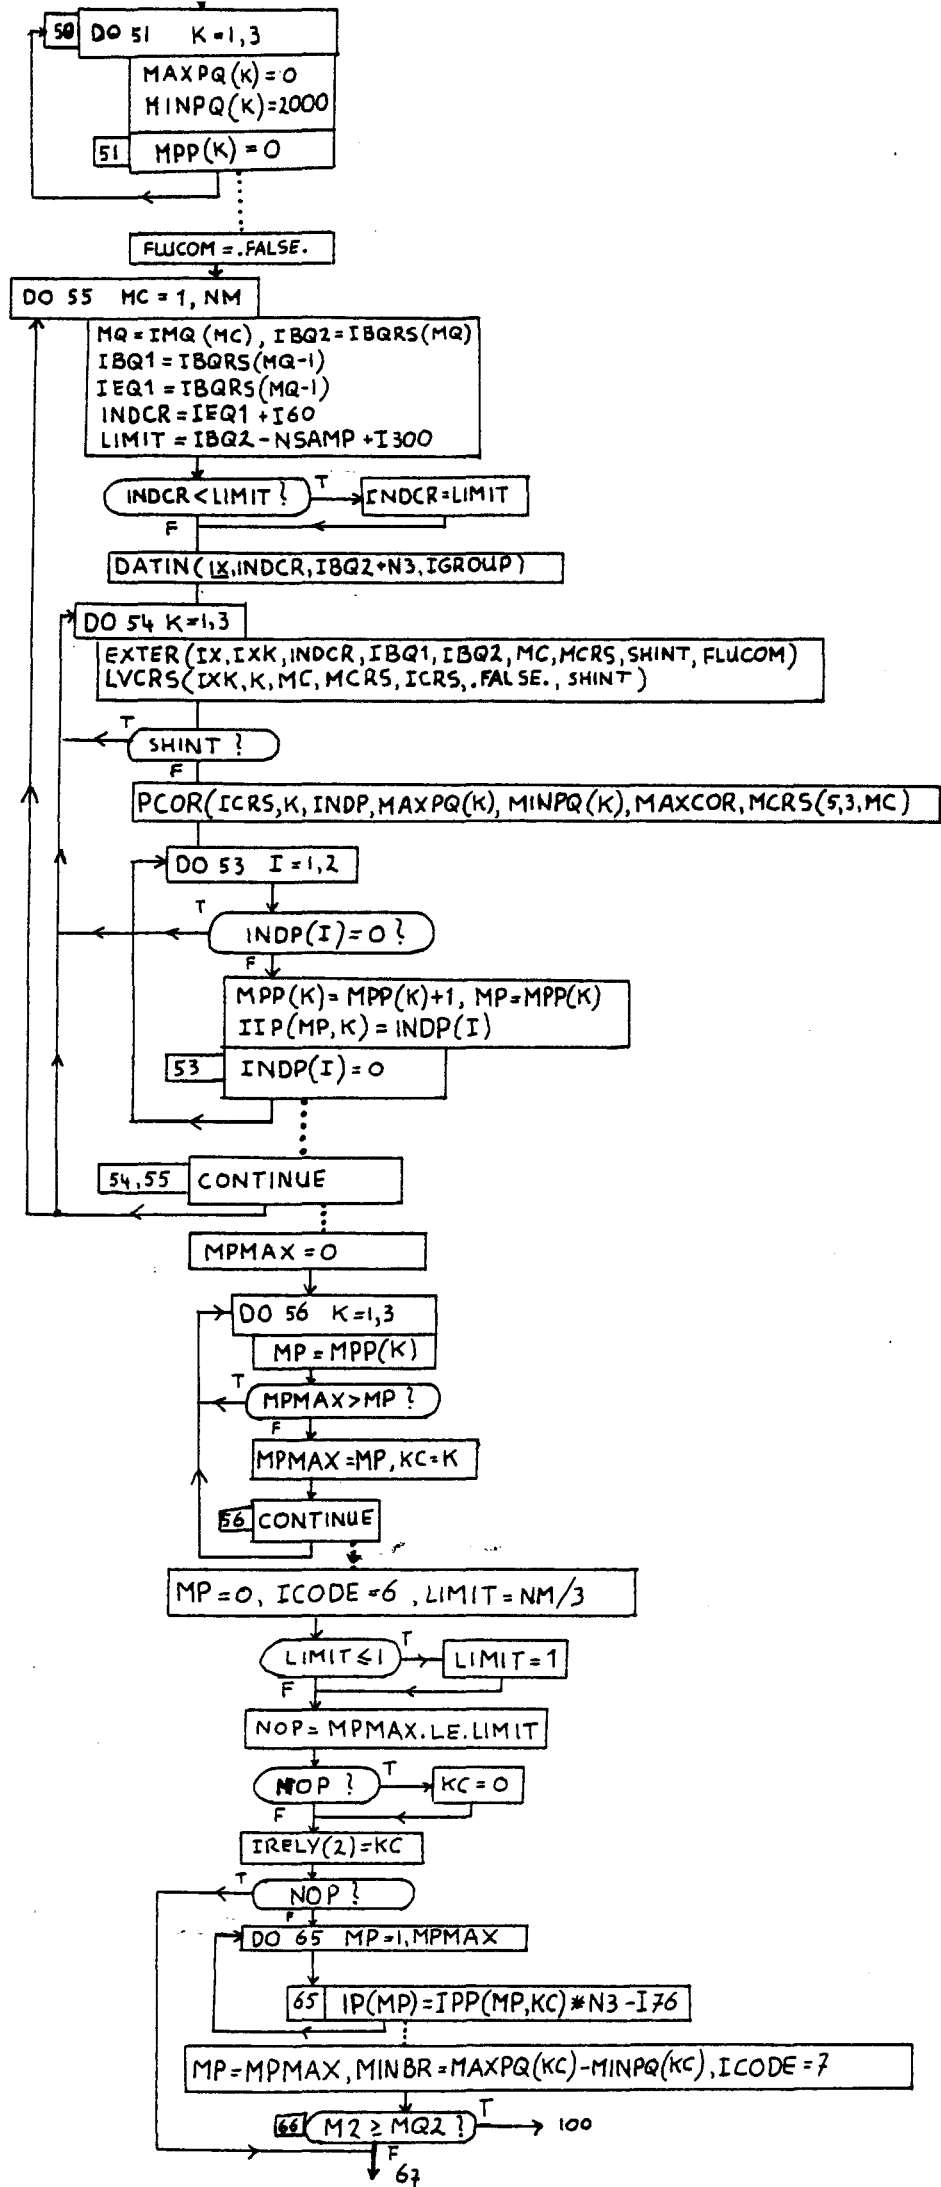 50 DO 51 K=1,3
MAXPQ(K)=0
MINPQ(K)=2000
51 MPP(K)=0
FLUCOM=.FALSE.
DO 55 MC=1,NM
MQ=IMQ(MC), IBQ2=IBQRS(MQ)
IBQ1=IBQRS(MQ-1)
IEQ1=IBQRS(MQ-1)
INDCR=IEQ1+I60
LIMIT=IBQ2-NSAMP+I300
INDCR<LIMIT? T INDCR=LIMIT
F
DATIN(IX,INDCR,IBQ2+N3,IGROUP)
DO 54 K=1,3
EXTER(IX,IXK,INDCR,IBQ1,IBQ2,MC,MCRS,SHINT,FLUCOM)
LVCRS(IXK,K,MC,MCRS,ICRS,.FALSE.,SHINT)
T
SHINT?
F
PCOR(ICRS,K,INDP,MAXPQ(K),MINPQ(K),MAXCOR,MCRS(5,3,MC)
DO 53 I=1,2
T
INDP(I)=0?
F
MPP(K)=MPP(K)+1, MP=MPP(K)
IIP(MP,K)=INDP(I)
53 INDP(I)=0
54,55 CONTINUE
MPMAX=0
DO 56 K=1,3
MP=MPP(K)
T
MPMAX>MP?
F
MPMAX=MP,KC=K
56 CONTINUE
MP=0, ICODE=6, LIMIT=NM/3
LIMIT≤1 T LIMIT=1
F
NOP=MPMAX.LE.LIMIT
NOP? T KC=0
F
IRELY(2)=KC
T
NOP?
F
DO 65 MP=1,MPMAX
65 IP(MP)=IPP(MP,KC)*N3-I76
MP=MPMAX, MINBR=MAXPQ(KC)-MINPQ(KC), ICODE=7
66 M2≥MQ2? T 100
F
67